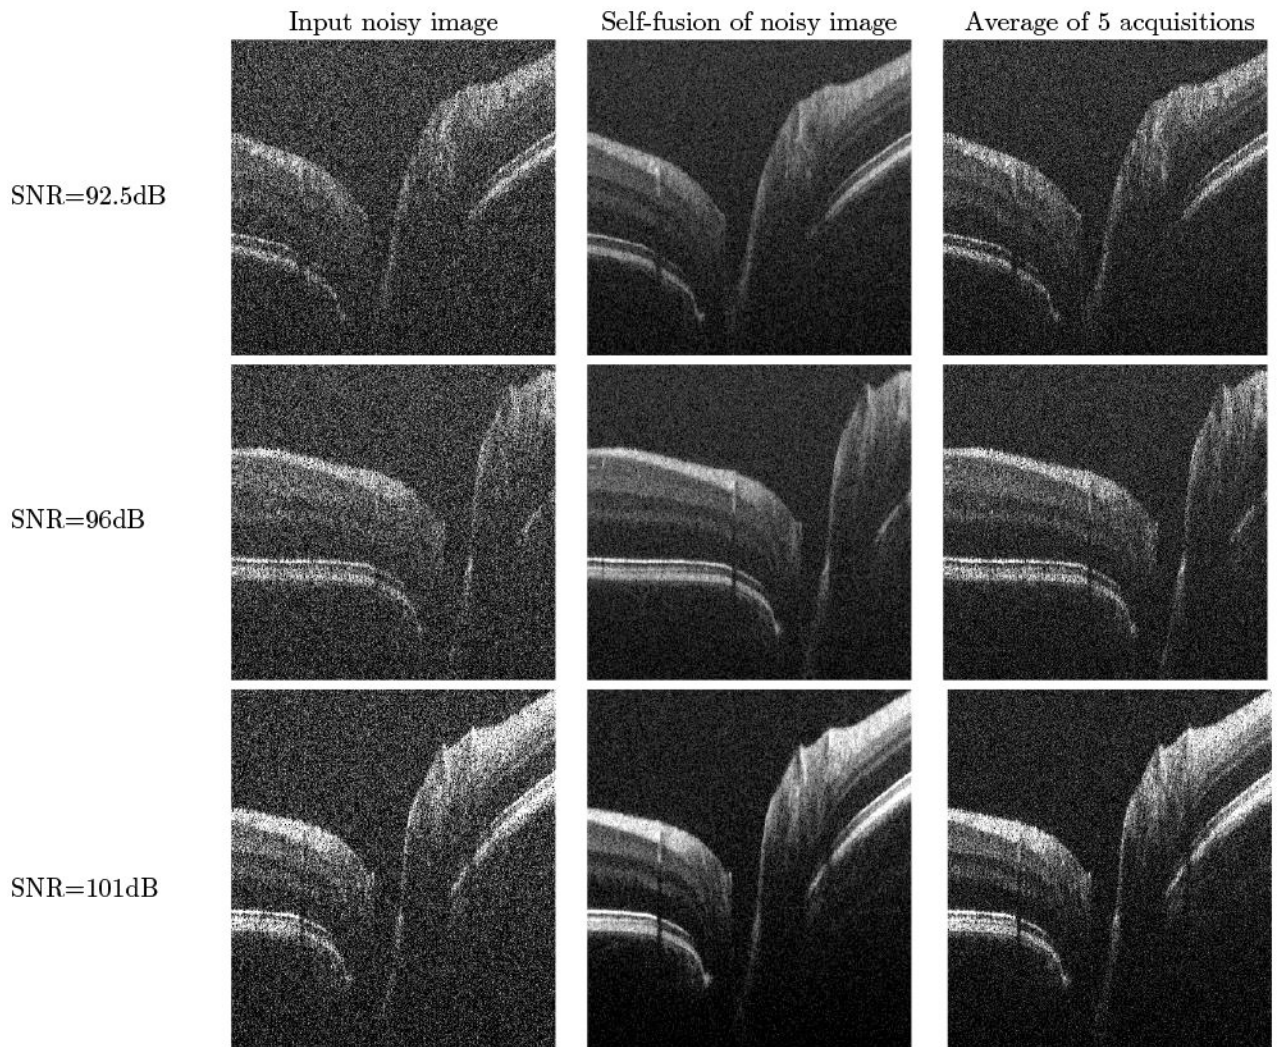 Input noisy image
Self-fusion of noisy image
Average of 5 acquisitions
SNR=92.5dB
SNR=96dB
SNR=101dB